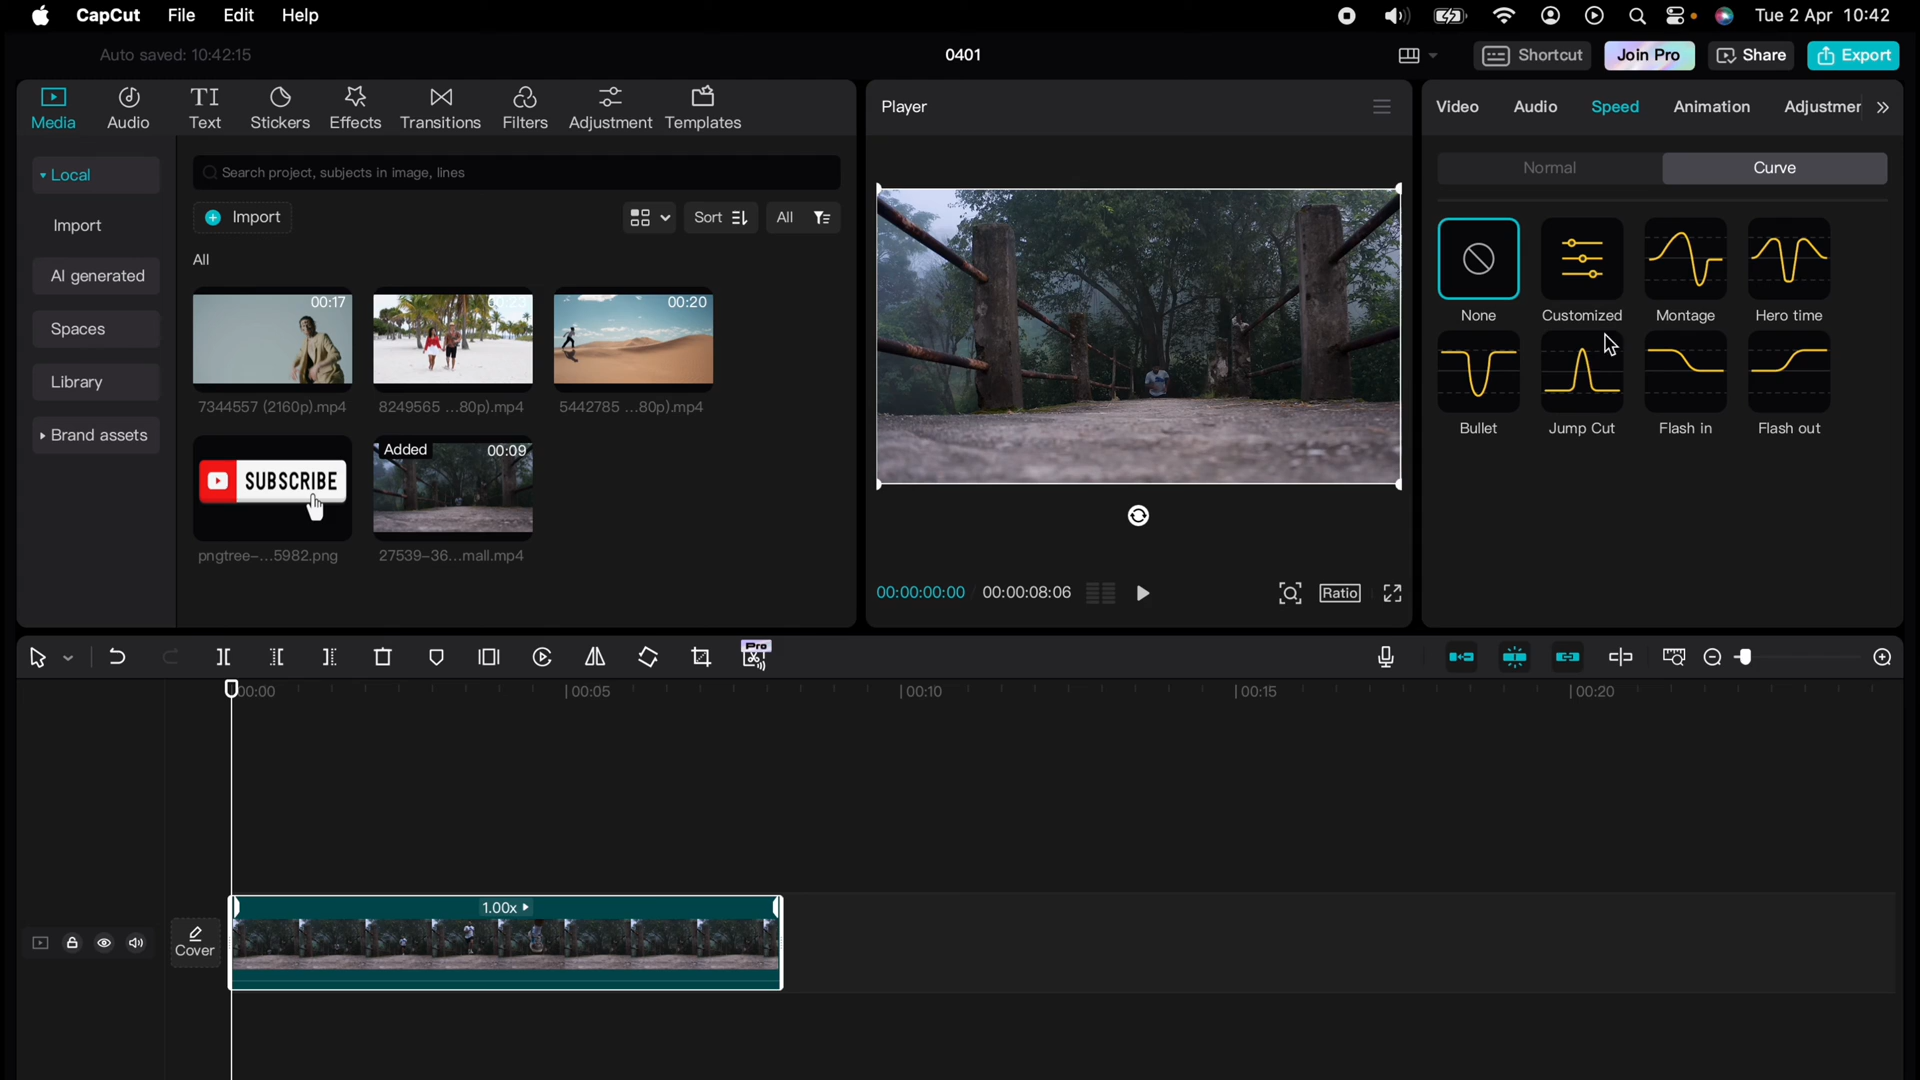 CapCut File Edit Help Tue 2 Apr 10:42
Auto saved: 10:42:15 0401 Shortcut Join Pro Share Export
Media Audio Text Stickers Effects Transitions Filters Adjustment Templates
TI
Player
Video Audio Speed Animation Adjustmer
Local
Import
AI generated
Spaces
Library
Brand assets
Search project, subjects in image, lines
Import Sort All
All
00:17 00:20
7344557 (2160p).mp4 8249565 ...80p).mp4 5442785 ...80p).mp4
SUBSCRIBE
Added 00:09
pngtree-...5982.png 27539-36...mall.mp4
00:00:00:00 / 00:00:08:06 Ratio
Normal Curve
None Customized Montage Hero time
Bullet Jump Cut Flash in Flash out
Pro
00:00 00:05 00:10 00:15 00:20
1.00x
Cover